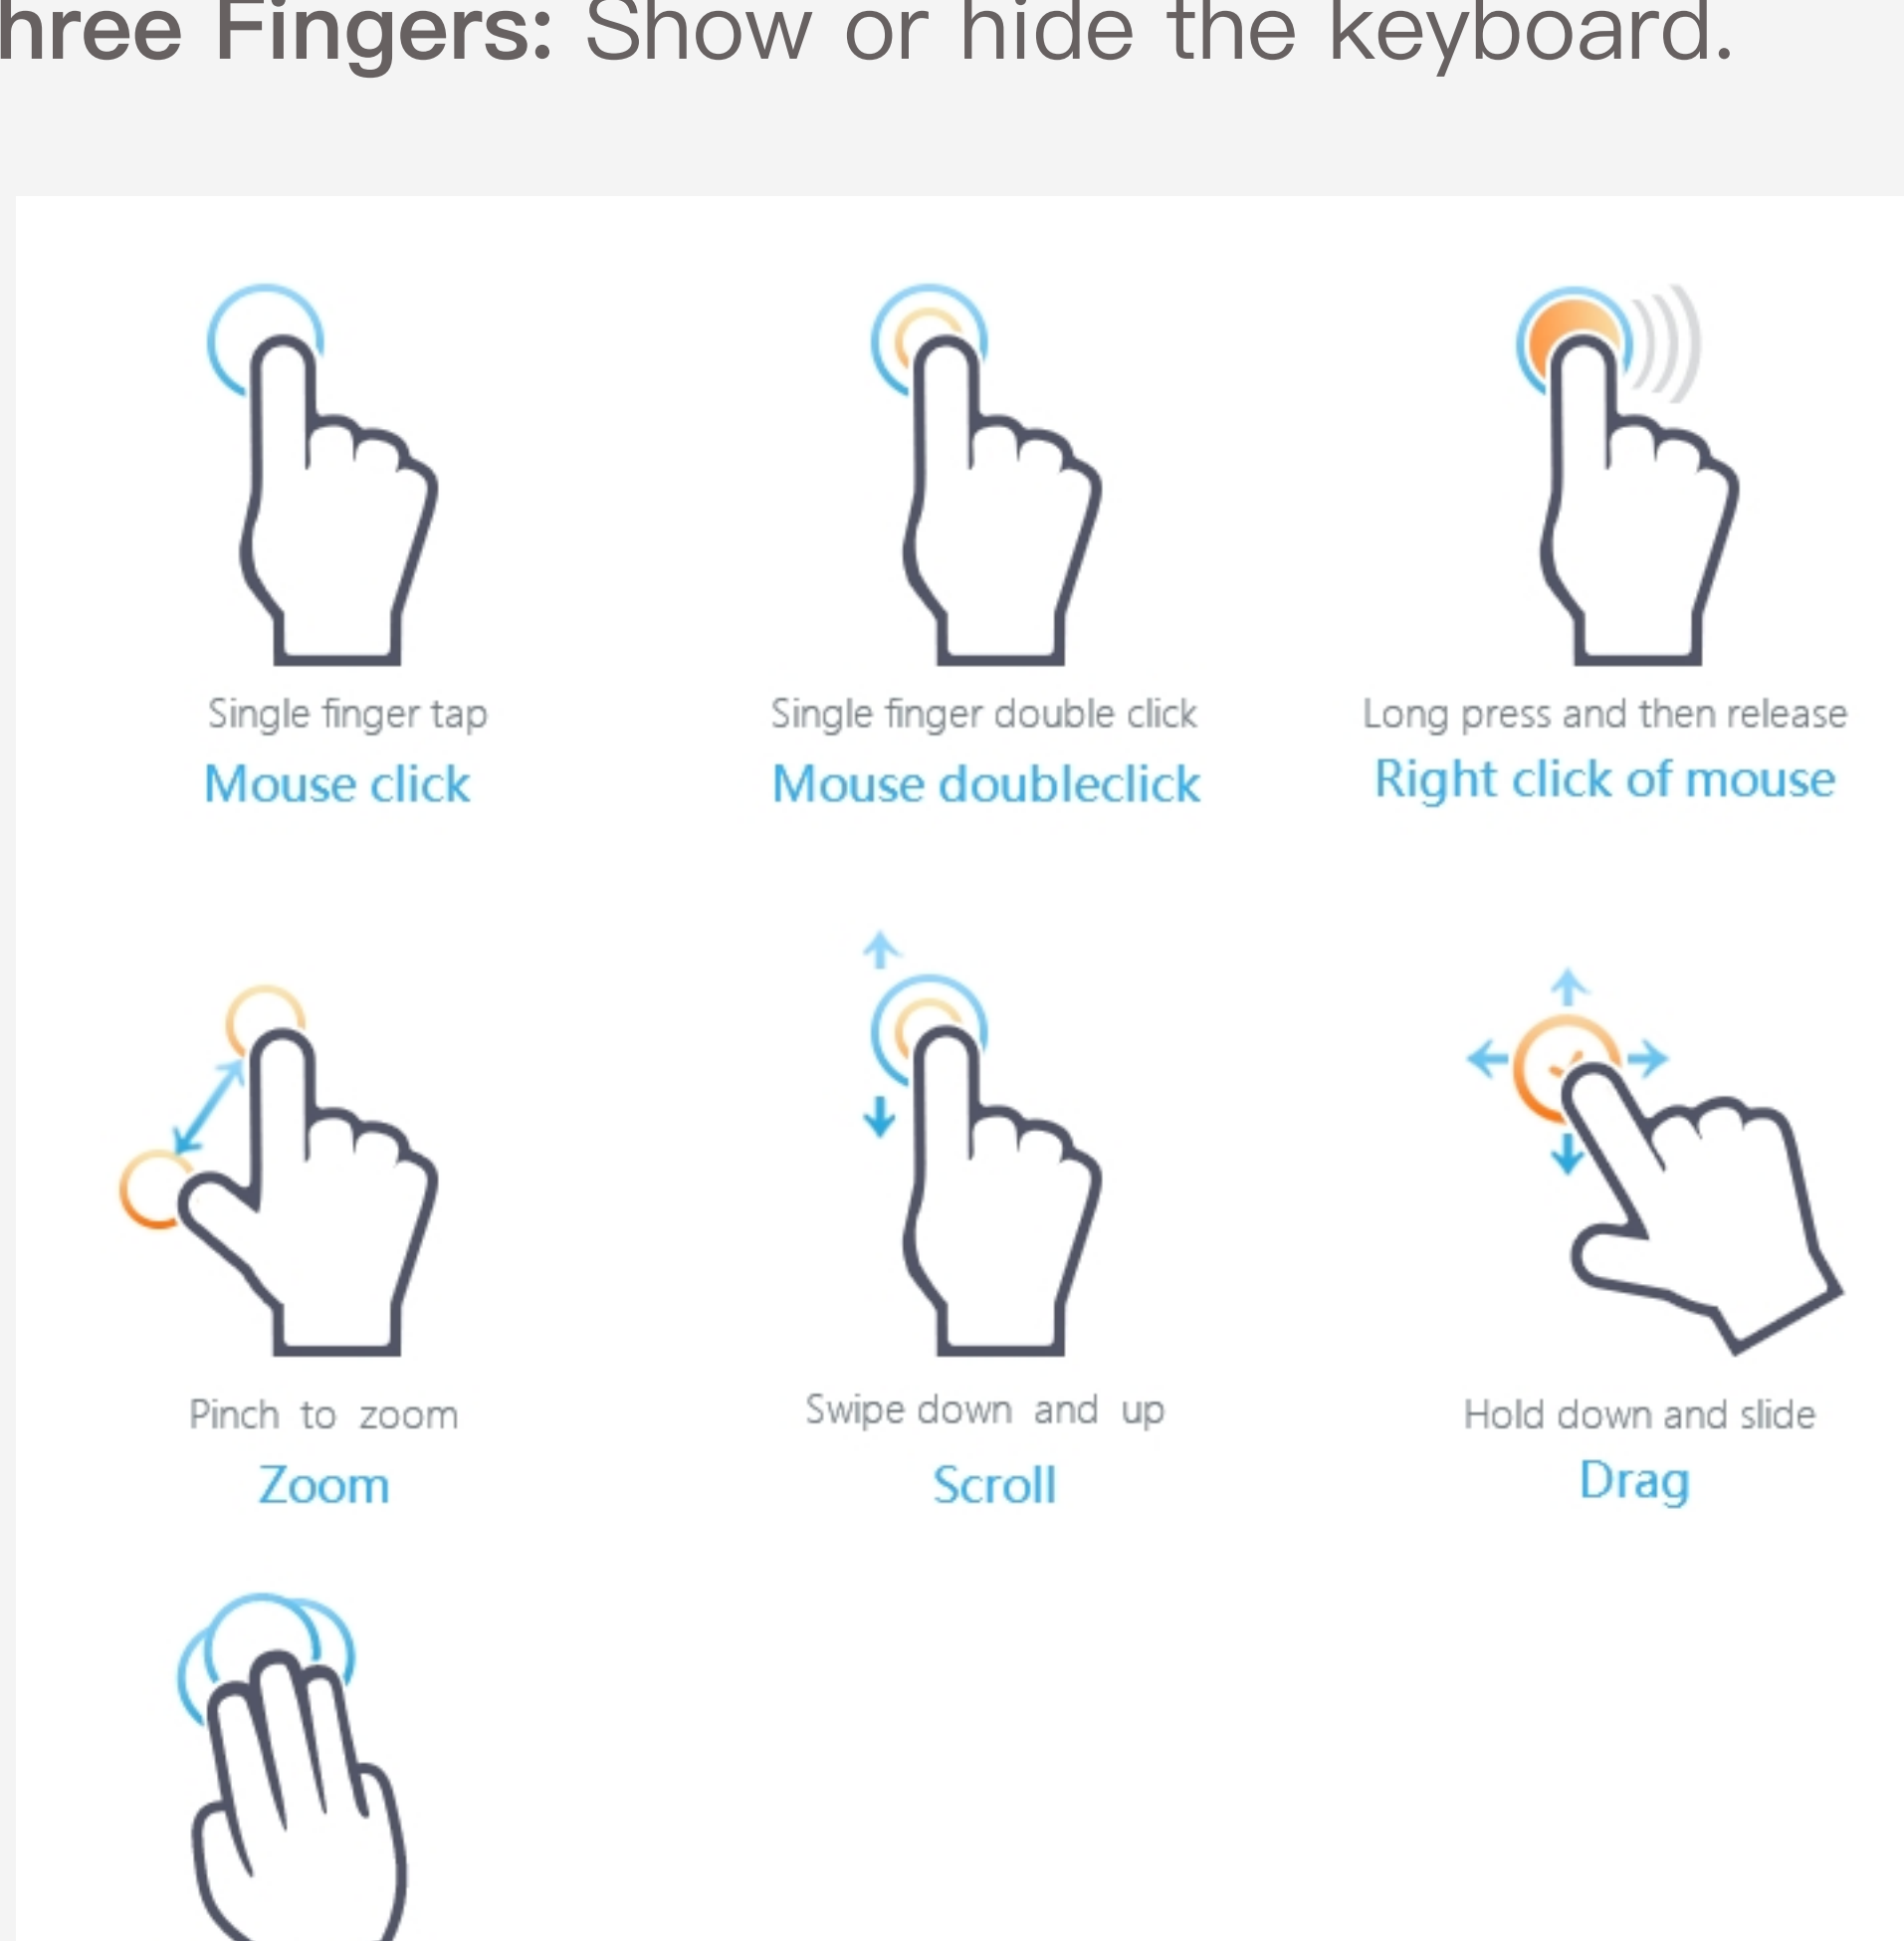 hree Fingers: Show or hide the keyboard.
Single finger tap
Mouse click
Single finger double click
Mouse doubleclick
Long press and then release
Right click of mouse
Pinch to zoom
Zoom
Swipe down and up
Scroll
Hold down and slide
Drag